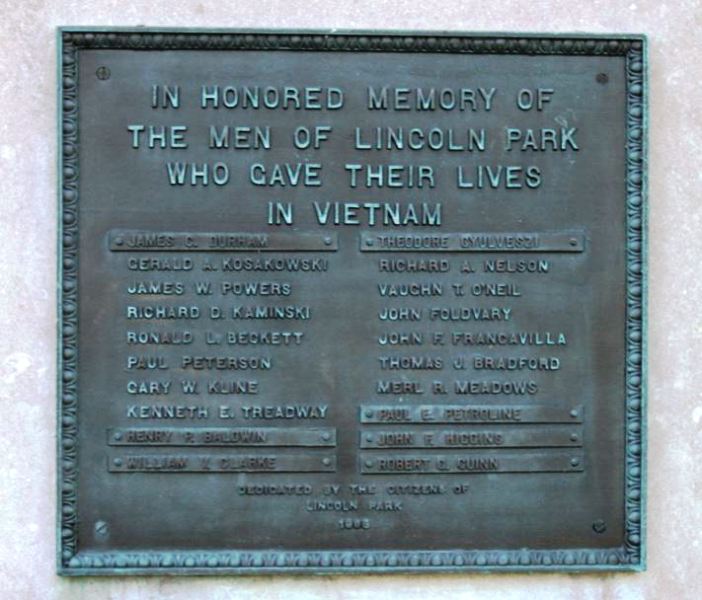 IN HONORED MEMORY OF
THE MEN OF LINCOLN PARK
WHO GAVE THEIR LIVES
IN VIETNAM
JAMES C. DURHAM
GERALD A. KOSAKOWSKI
JAMES W. POWERS
RICHARD D. KAMINSKI
RONALD L. BECKETT
PAUL PETERSON
GARY W. KLINE
KENNETH E. TREADWAY
HENRY P. BALDWIN
WILLIAM CLARKE
THEODORE GYULVESZI
RICHARD A. NELSON
VAUGHN T. O'NEIL
JOHN FOLDVARY
JOHN F. FRANCAVILLA
THOMAS J. BRADFORD
MERL R. MEADOWS
PAUL E. PETROLINE
JOHN F. HIGGINS
ROBERT G. GUINN
DEDICATED BY THE CITIZENS OF
LINCOLN PARK